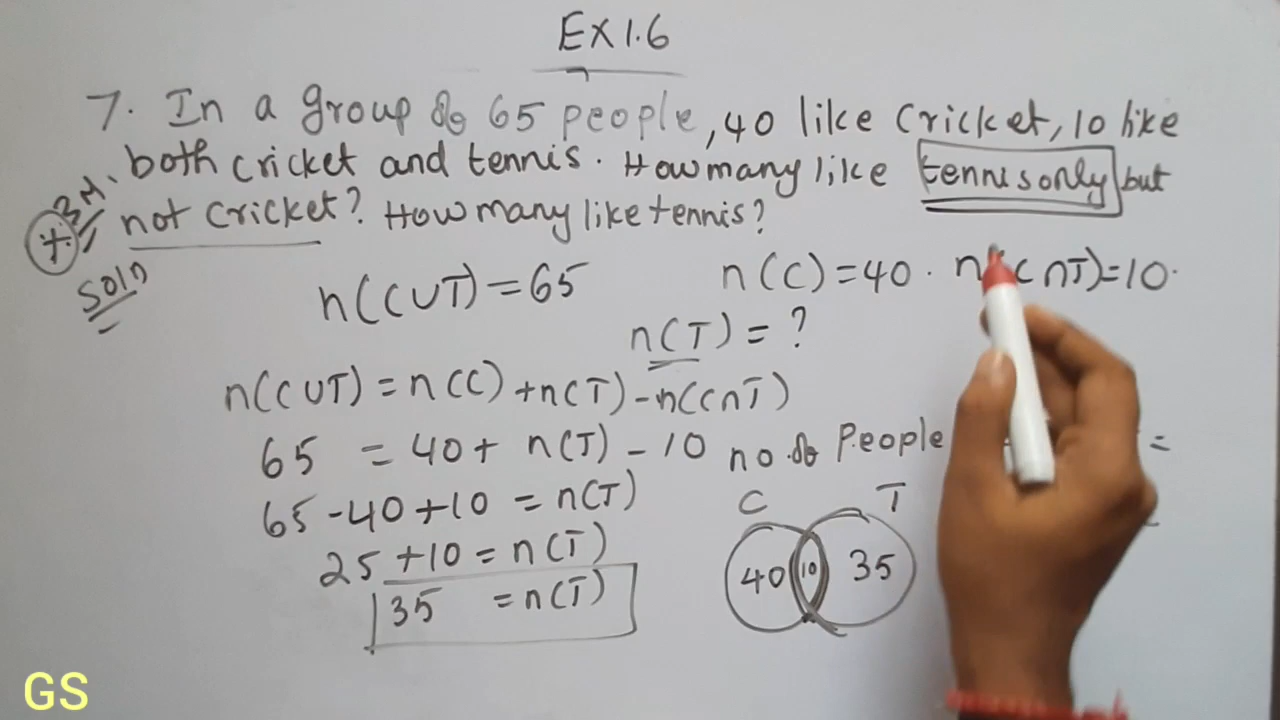 Ex 1.6
7. In a group of 65 people, 40 like cricket, 10 like
both cricket and tennis. How many like tennis only but
not cricket? How many like tennis?
3M
Soln
n(C∪T) = 65
n(C) = 40. n(C∩T) = 10.
n(T) = ?
n(C∪T) = n(C) + n(T) - n(C∩T)
65 = 40 + n(T) - 10
no. of People =
65 - 40 + 10 = n(T)
25 + 10 = n(T)
35 = n(T)
C T
40 10 35
GS